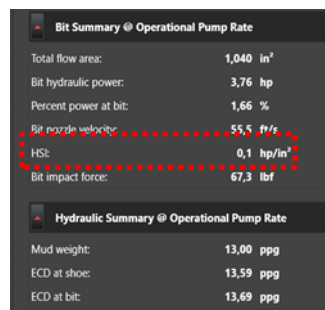 Bit Summary @ Operational Pump Rate
Total flow area: 1,040 in²
Bit hydraulic power: 3,76 hp
Percent power at bit: 1,66 %
Bit nozzle velocity: 55,5 ft/s
HSI: 0,1 hp/in²
Bit impact force: 67,3 lbf
Hydraulic Summary @ Operational Pump Rate
Mud weight: 13,00 ppg
ECD at shoe: 13,59 ppg
ECD at bit: 13,69 ppg